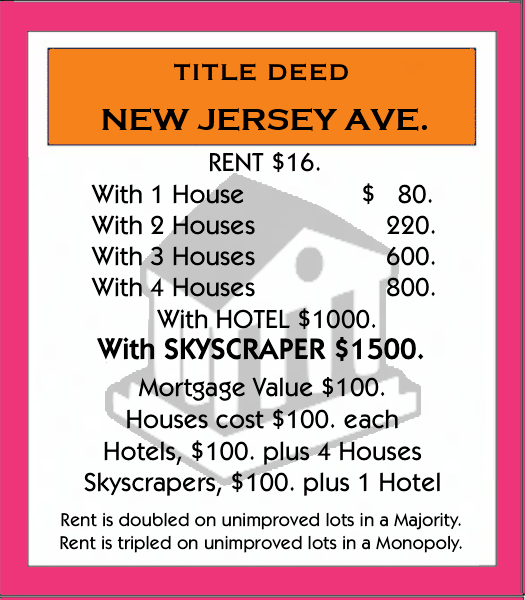 TITLE DEED
NEW JERSEY AVE.
RENT $16.
With 1 House $ 80.
With 2 Houses 220.
With 3 Houses 600.
With 4 Houses 800.
With HOTEL $1000.
With SKYSCRAPER $1500.
Mortgage Value $100.
Houses cost $100. each
Hotels, $100. plus 4 Houses
Skyscrapers, $100. plus 1 Hotel
Rent is doubled on unimproved lots in a Majority.
Rent is tripled on unimproved lots in a Monopoly.